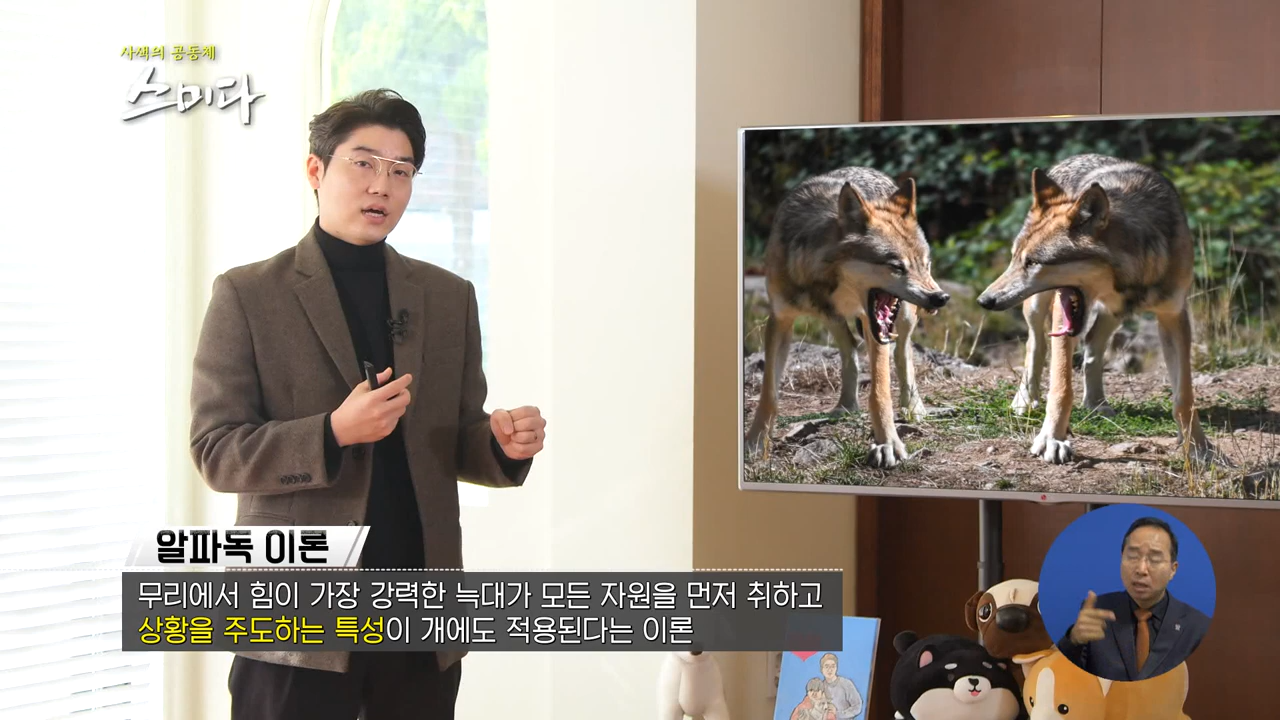 사색의 공동체
스미다
알파독 이론
무리에서 힘이 가장 강력한 늑대가 모든 자원을 먼저 취하고
상황을 주도하는 특성이 개에도 적용된다는 이론